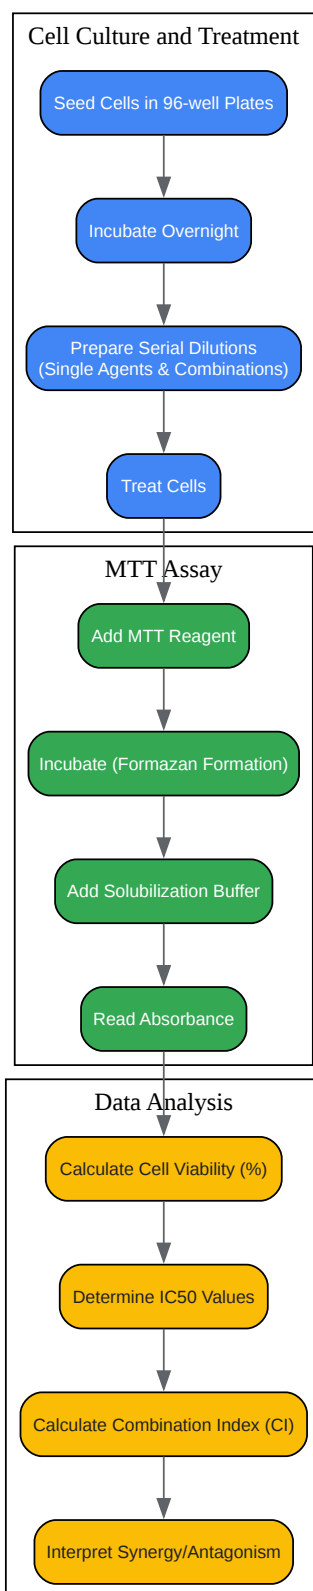 Cell Culture and Treatment
Seed Cells in 96-well Plates
Incubate Overnight
Prepare Serial Dilutions
(Single Agents & Combinations)
Treat Cells
MTT Assay
Add MTT Reagent
Incubate (Formazan Formation)
Add Solubilization Buffer
Read Absorbance
Data Analysis
Calculate Cell Viability (%)
Determine IC50 Values
Calculate Combination Index (CI)
Interpret Synergy/Antagonism